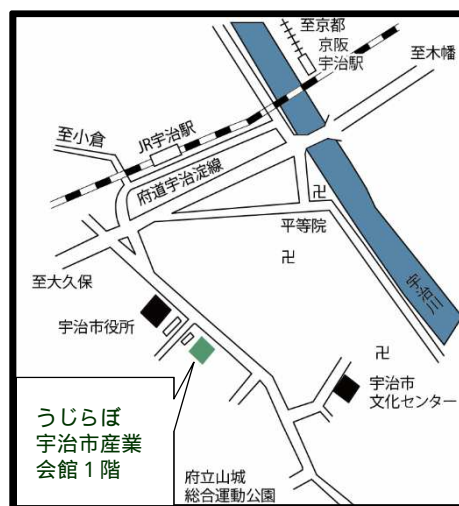 至京都
京阪
宇治駅
至木幡
JR宇治駅
至小倉
府道宇治淀線
卍
平等院
卍
宇治川
至大久保
宇治市役所
卍
宇治市
文化センター
うじらぼ
宇治市産業
会館1階
府立山城
総合運動公園